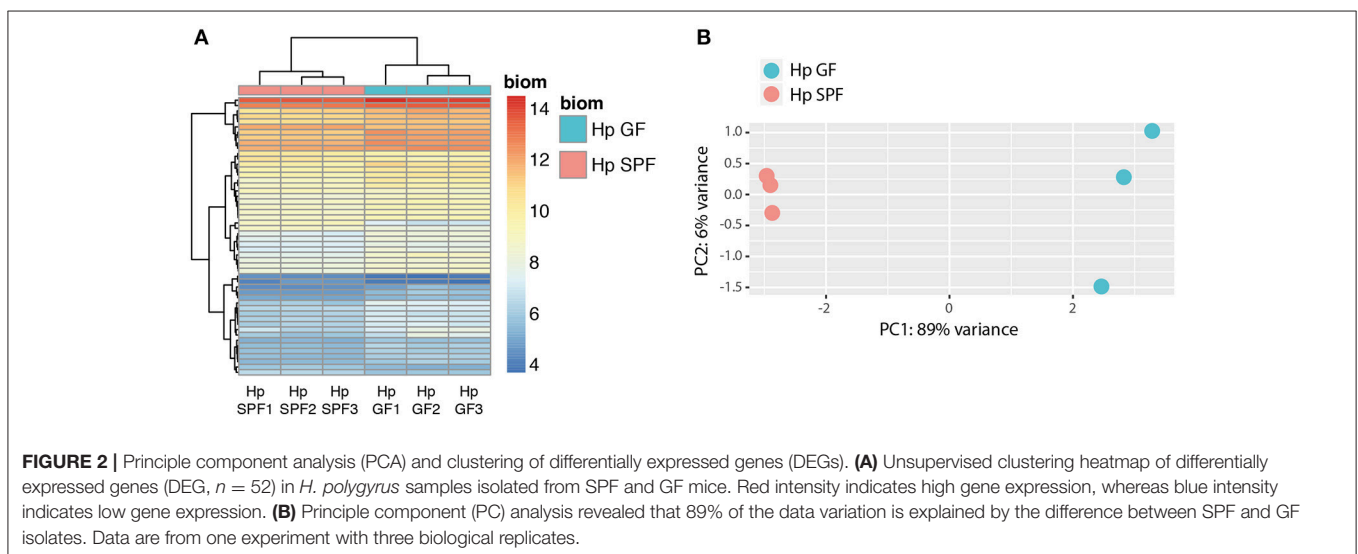 A
biom
14
12
10
8
6
4
biom
Hp GF
Hp SPF
Hp Hp Hp Hp Hp Hp
SPF1 SPF2 SPF3 GF1 GF2 GF3
B
Hp GF
Hp SPF
PC2: 6% variance
1.0
0.5
0.0
-0.5
-1.0
-1.5
-2 0 2
PC1: 89% variance
FIGURE 2 | Principle component analysis (PCA) and clustering of differentially expressed genes (DEGs). (A) Unsupervised clustering heatmap of differentially
expressed genes (DEG, n = 52) in H. polygyrus samples isolated from SPF and GF mice. Red intensity indicates high gene expression, whereas blue intensity
indicates low gene expression. (B) Principle component (PC) analysis revealed that 89% of the data variation is explained by the difference between SPF and GF
isolates. Data are from one experiment with three biological replicates.